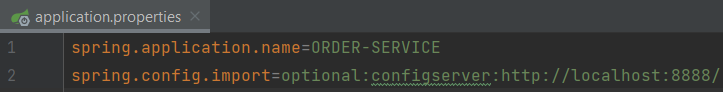 application.properties
1 spring.application.name=ORDER-SERVICE
2 spring.config.import=optional:configserver:http://localhost:8888/